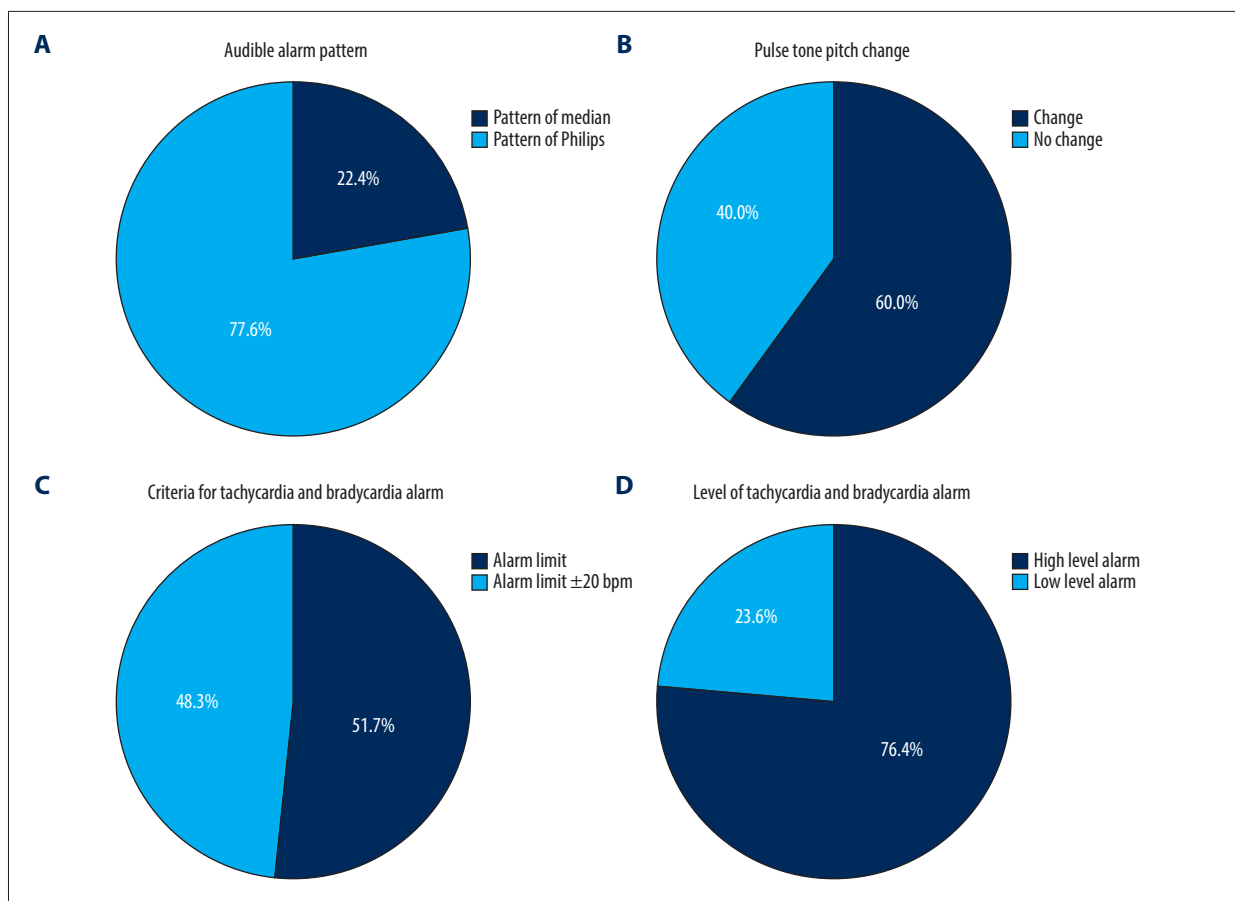 A
Audible alarm pattern
Pattern of median
Pattern of Philips
22.4%
77.6%
B
Pulse tone pitch change
Change
No change
40.0%
60.0%
C
Criteria for tachycardia and bradycardia alarm
Alarm limit
Alarm limit ±20 bpm
48.3%
51.7%
D
Level of tachycardia and bradycardia alarm
High level alarm
Low level alarm
23.6%
76.4%